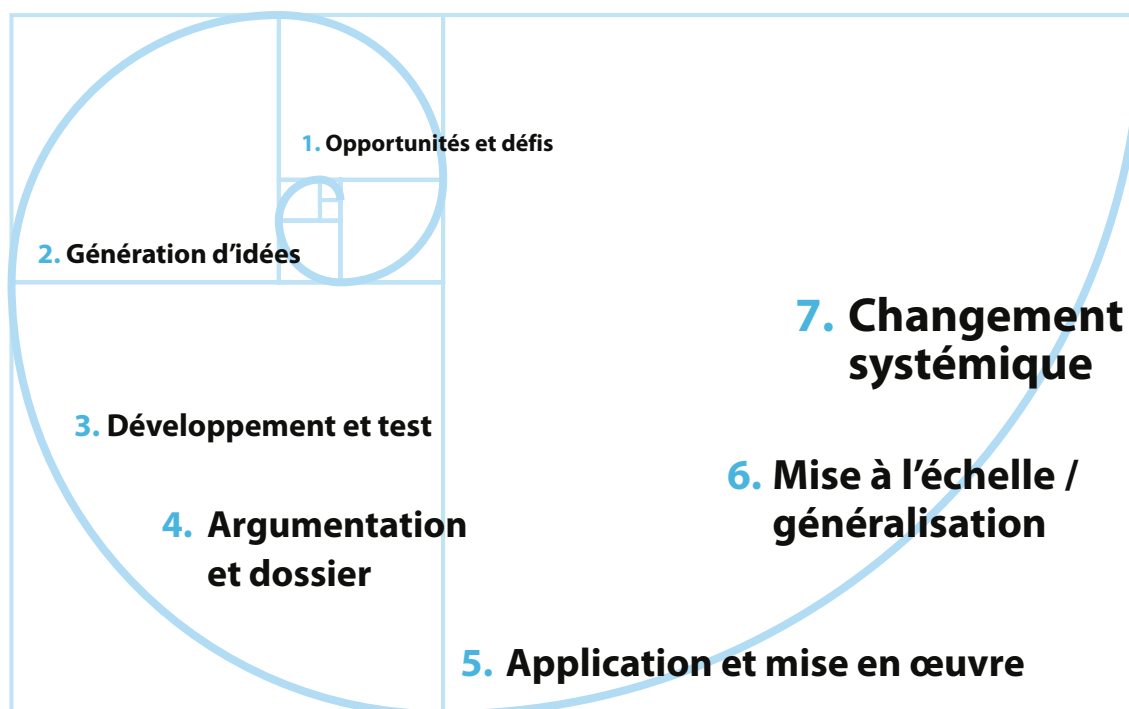 1. Opportunités et défis
2. Génération d’idées
3. Développement et test
4. Argumentation
et dossier
5. Application et mise en œuvre
6. Mise à l’échelle /
généralisation
7. Changement
systémique